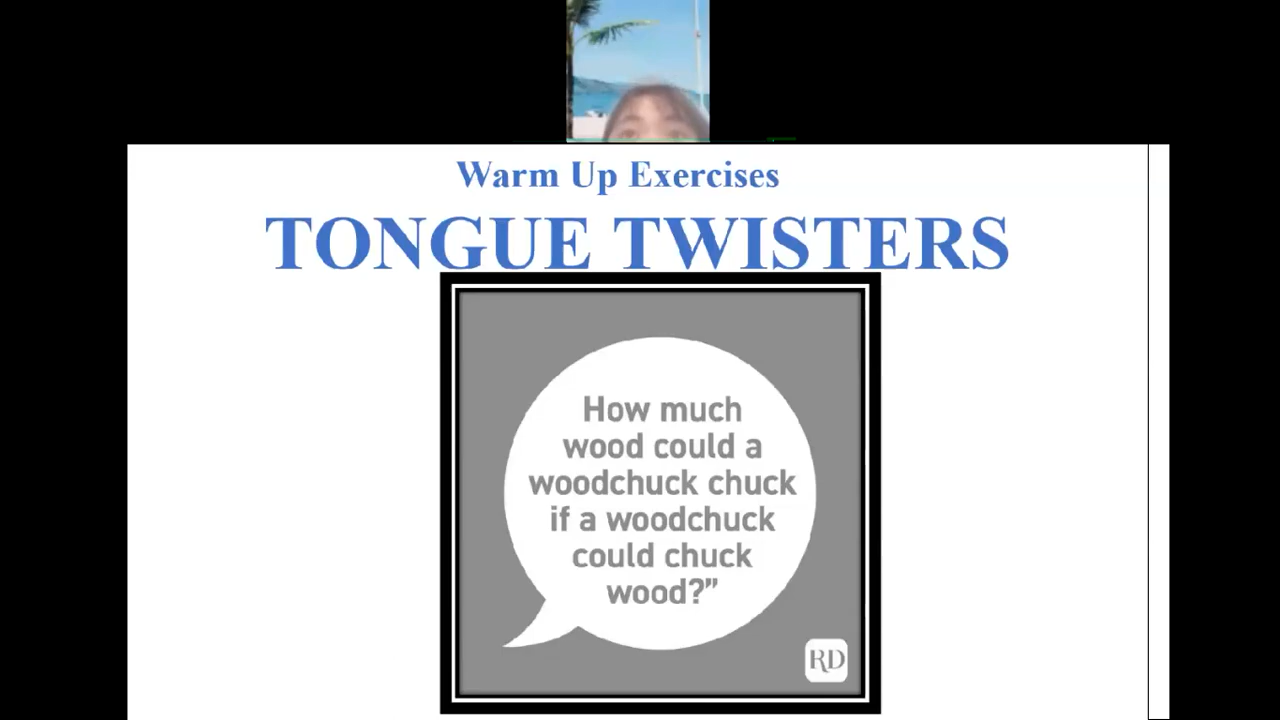 Warm Up Exercises
TONGUE TWISTERS
How much
wood could a
woodchuck chuck
if a woodchuck
could chuck
wood?”
RD